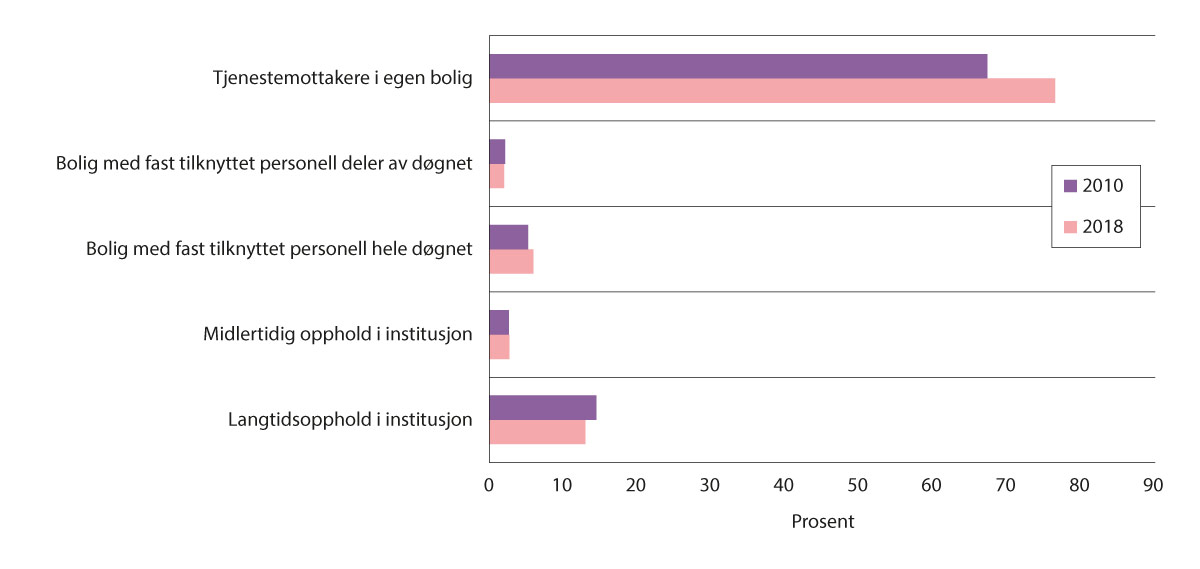 Tjenestemottakere i egen bolig
Bolig med fast tilknyttet personell deler av døgnet
2010
2018
Bolig med fast tilknyttet personell hele døgnet
Midlertidig opphold i institusjon
Langtidsopphold i institusjon
0 10 20 30 40 50 60 70 80 90
Prosent